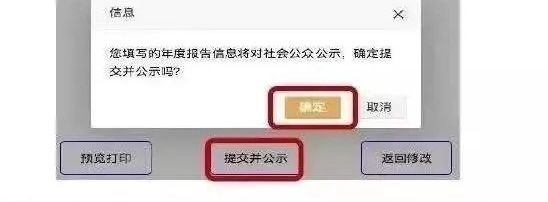 信息
您填写的年度报告信息将对社会公众公示，确定提
交并公示吗？
确定
取消
预览打印
提交并公示
返回修改